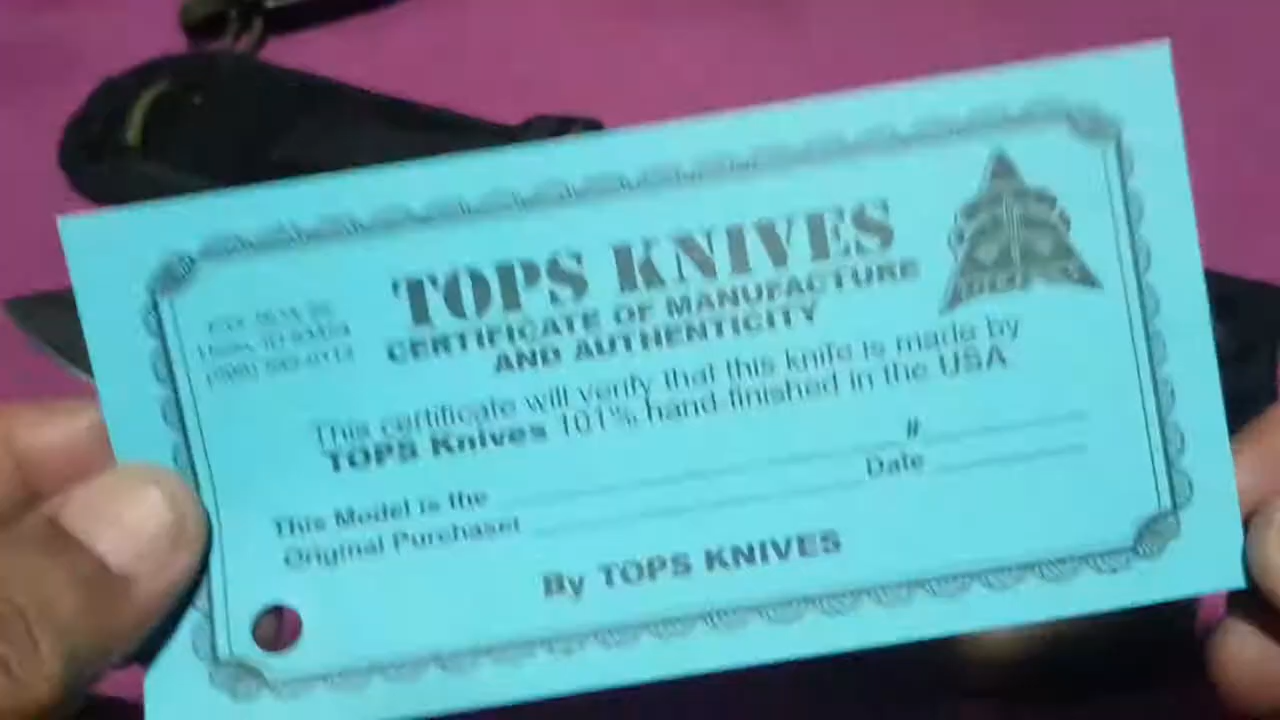 TOPS KNIVES
CERTIFICATE OF MANUFACTURE
AND AUTHENTICITY
This certificate will verify that this knife is made by
TOPS Knives 101% hand finished in the USA
This Model is the #
Original Purchaser Date
By TOPS KNIVES